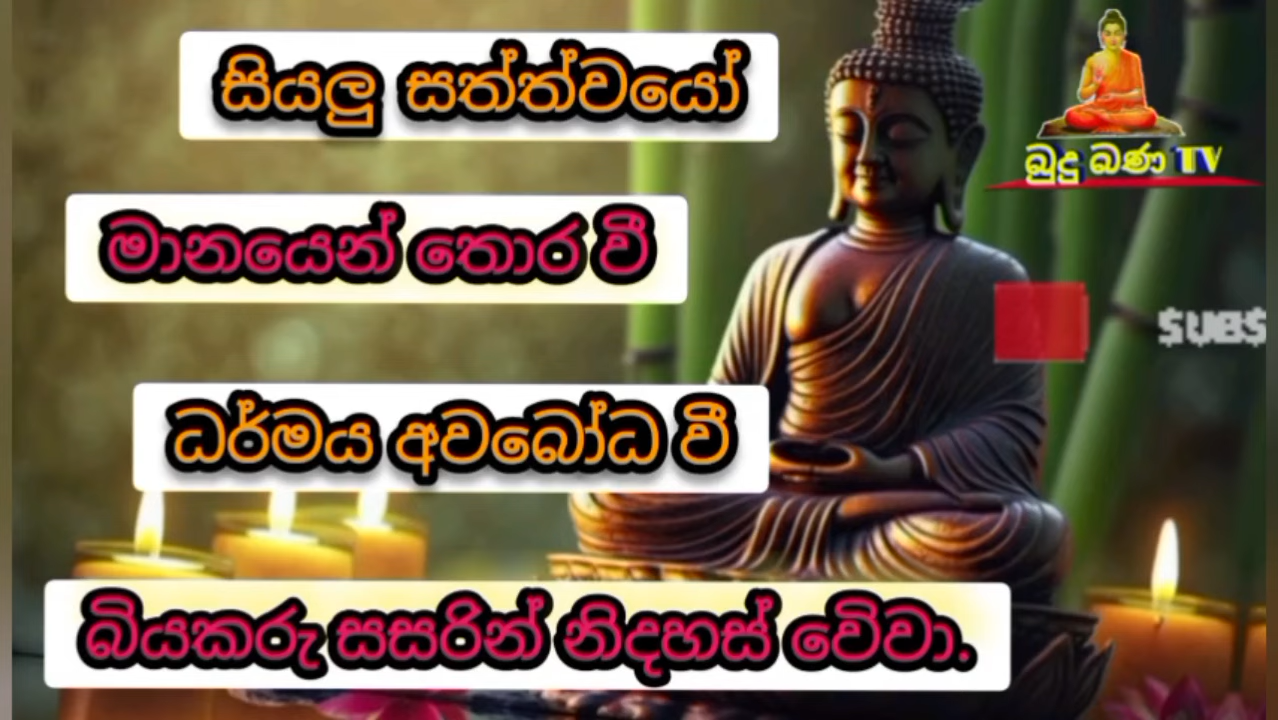 සියලු සත්ත්වයෝ
බුදු බණ TV
මානයෙන් තොර වී
SUBS
ධර්මය අවබෝධ වී
බියකරු සසරින් නිදහස් වේවා.